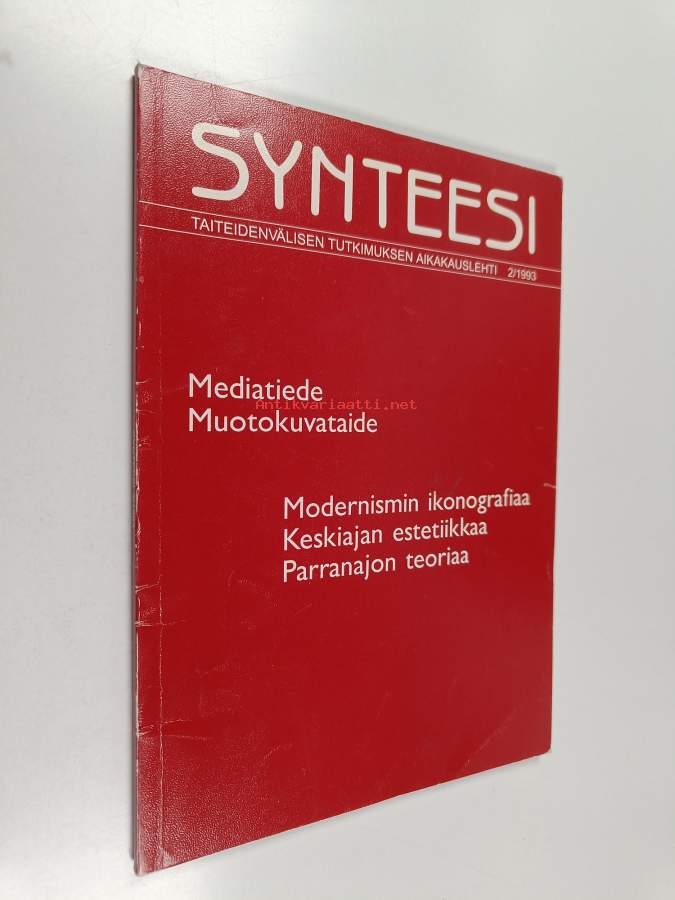 SYNTEESI
TAITEIDENVÄLISEN TUTKIMUKSEN AIKAKAUSLEHTI 2/1993
Mediatiede
Antikvariaatti.net
Muotokuvataide
Modernismin ikonografiaa
Keskiajan estetiikkaa
Parranajon teoriaa